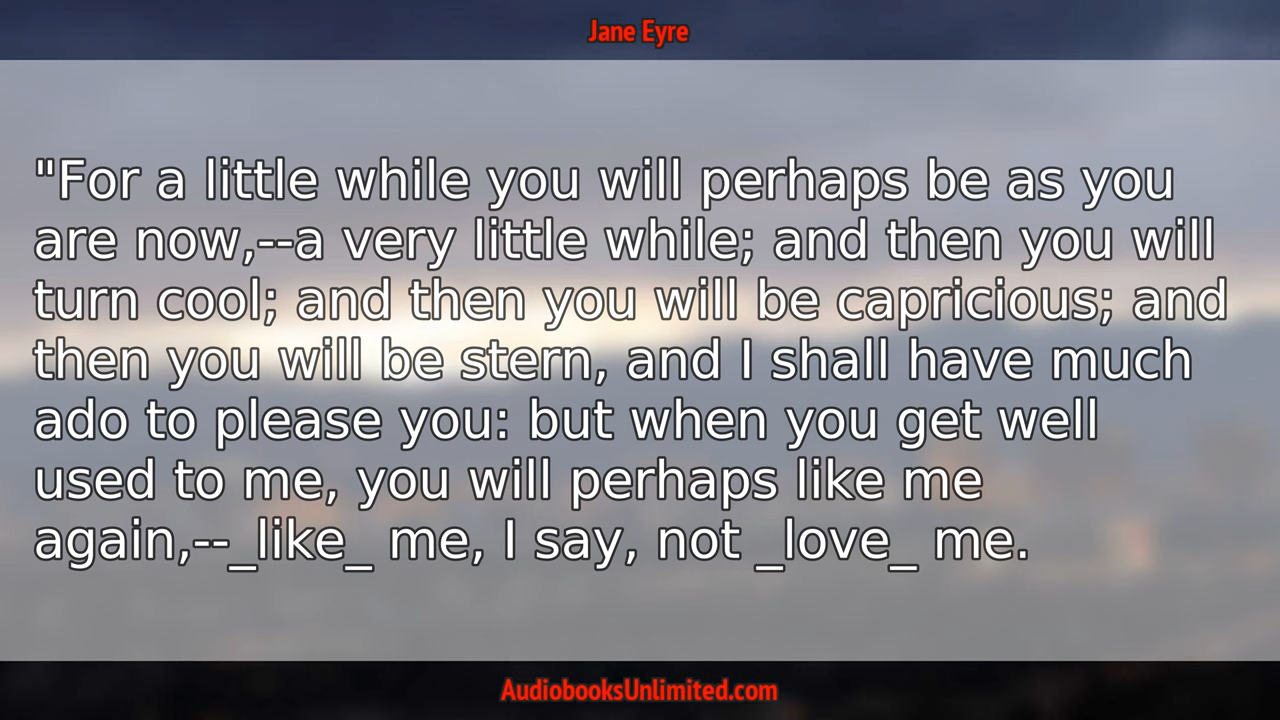 Jane Eyre
"For a little while you will perhaps be as you
are now,--a very little while; and then you will
turn cool; and then you will be capricious; and
then you will be stern, and I shall have much
ado to please you: but when you get well
used to me, you will perhaps like me
again,--_like_ me, I say, not _love_ me.
AudiobooksUnlimited.com